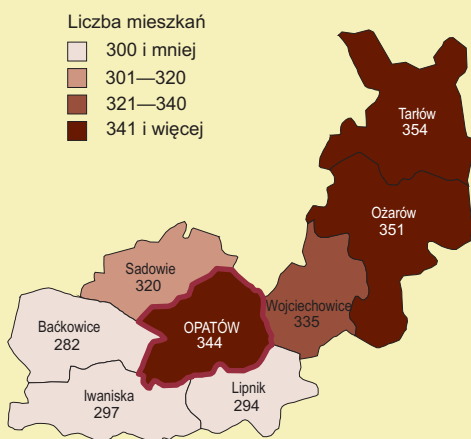 Liczba mieszkań
300 i mniej
301—320
321—340
341 i więcej
Tarłów
354
Ożarów
351
Sadowie
320
Wojciechowice
335
OPATÓW
344
Baćkowice
282
Lipnik
294
Iwaniska
297